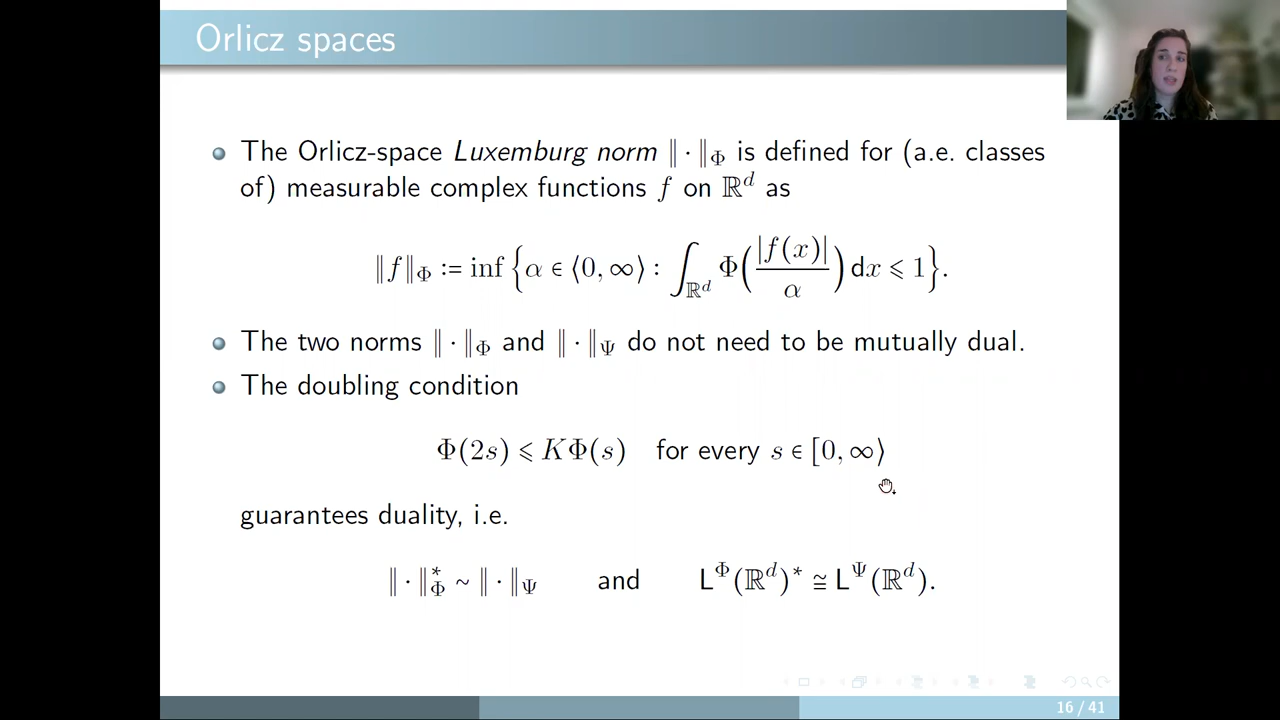 Orlicz spaces
The Orlicz-space Luxemburg norm ‖ · ‖_Φ is defined for (a.e. classes
of) measurable complex functions f on ℝ^d as
‖f‖_Φ := inf { α ∈ ⟨0, ∞⟩ : ∫_{ℝ^d} Φ( |f(x)| / α ) dx ⩽ 1 }.
The two norms ‖ · ‖_Φ and ‖ · ‖_Ψ do not need to be mutually dual.
The doubling condition
Φ(2s) ⩽ KΦ(s) for every s ∈ [0, ∞⟩
guarantees duality, i.e.
‖ · ‖*_Φ ~ ‖ · ‖_Ψ and L^Φ(ℝ^d)* ≅ L^Ψ(ℝ^d).
16 / 41